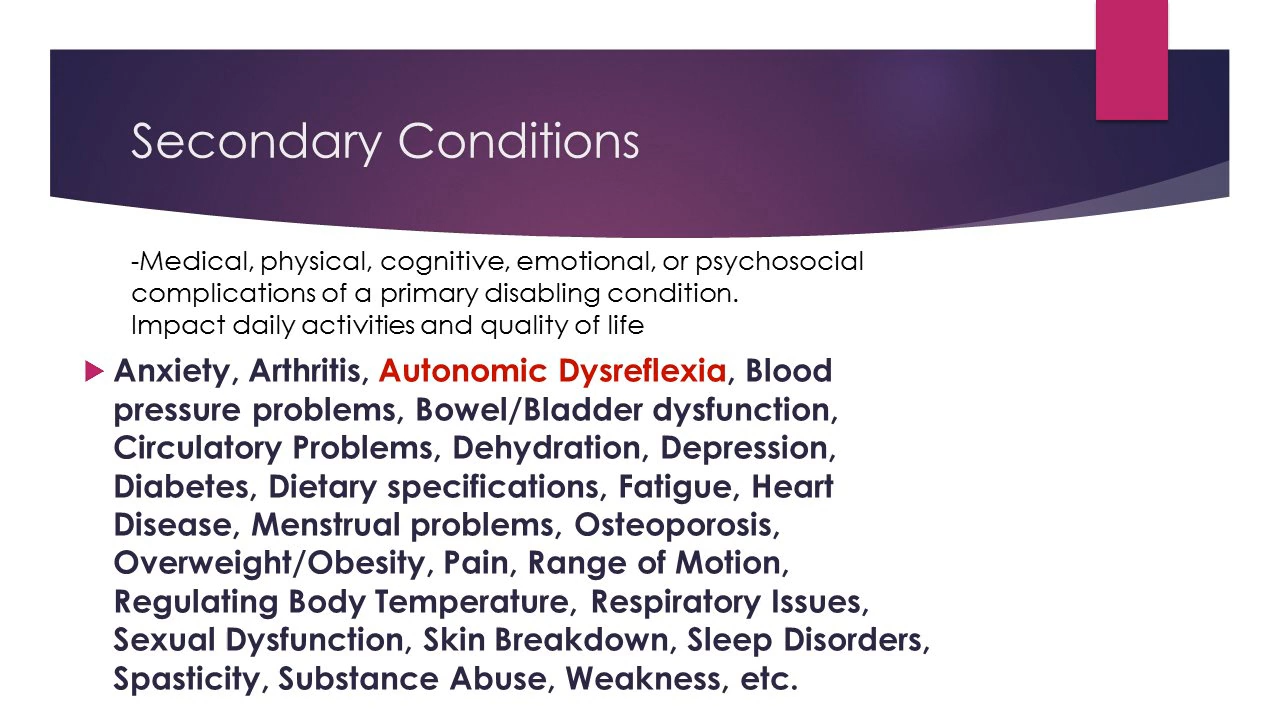 Secondary Conditions
-Medical, physical, cognitive, emotional, or psychosocial
complications of a primary disabling condition.
Impact daily activities and quality of life
Anxiety, Arthritis, Autonomic Dysreflexia, Blood
pressure problems, Bowel/Bladder dysfunction,
Circulatory Problems, Dehydration, Depression,
Diabetes, Dietary specifications, Fatigue, Heart
Disease, Menstrual problems, Osteoporosis,
Overweight/Obesity, Pain, Range of Motion,
Regulating Body Temperature, Respiratory Issues,
Sexual Dysfunction, Skin Breakdown, Sleep Disorders,
Spasticity, Substance Abuse, Weakness, etc.